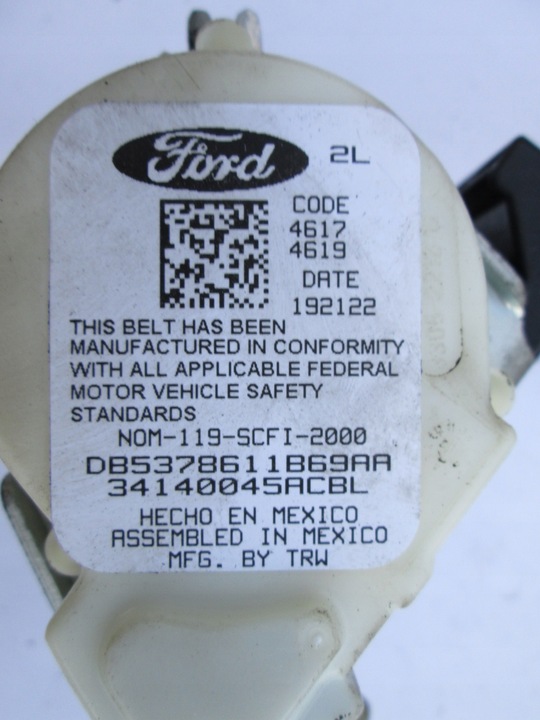 Ford 2L
CODE
4617
4619
DATE
192122
THIS BELT HAS BEEN
MANUFACTURED IN CONFORMITY
WITH ALL APPLICABLE FEDERAL
MOTOR VEHICLE SAFETY
STANDARDS
NOM-119-SCFI-2000
DB5378611B69AA
34140045ACBL
HECHO EN MEXICO
ASSEMBLED IN MEXICO
MFG. BY TRW